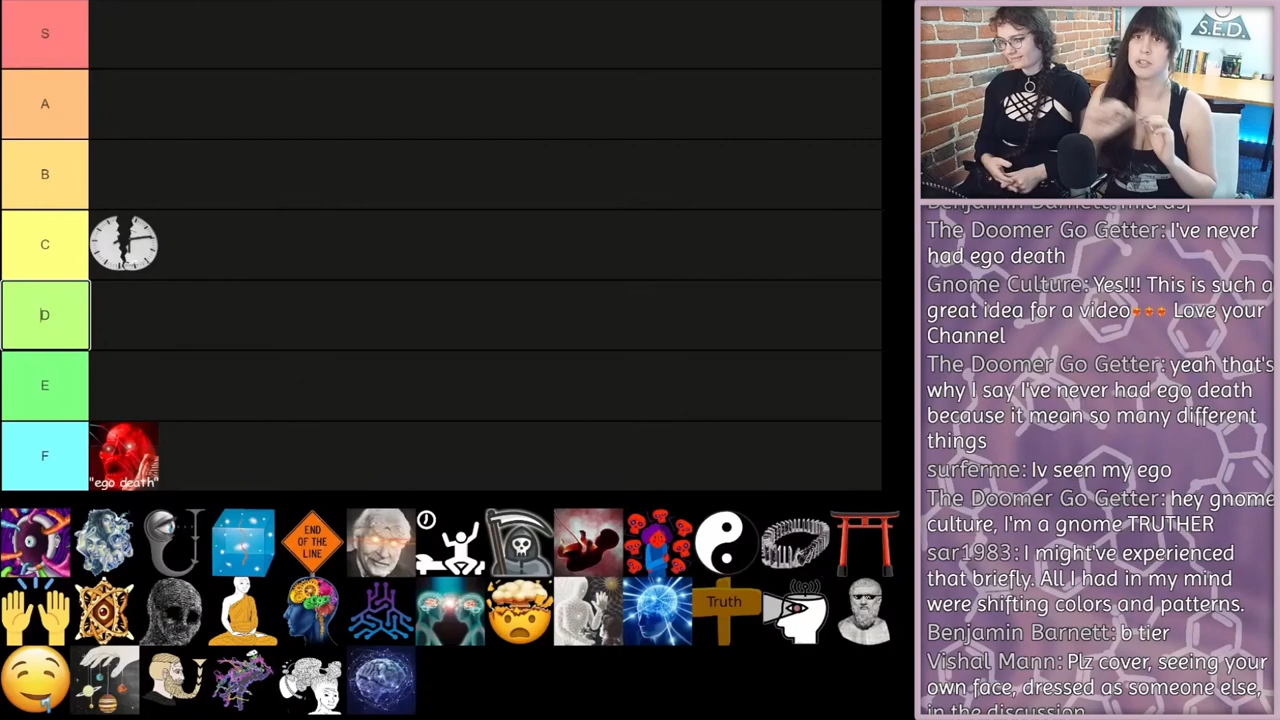 S
A
B
C
D
E
F
"ego death"
END
OF THE
LINE
Truth
S.E.D.
The Doomer Go Getter: I've never
had ego death
Gnome Culture: Yes!!! This is such a
great idea for a video Love your
Channel
The Doomer Go Getter: yeah that's
why I say I've never had ego death
because it mean so many different
things
surferme: Iv seen my ego
The Doomer Go Getter: hey gnome
culture, I'm a gnome TRUTHER
sar1983: I might've experienced
that briefly. All I had in my mind
were shifting colors and patterns.
Benjamin Barnett: b tier
Vishal Mann: Plz cover, seeing your
own face, dressed as someone else,
in the discussion